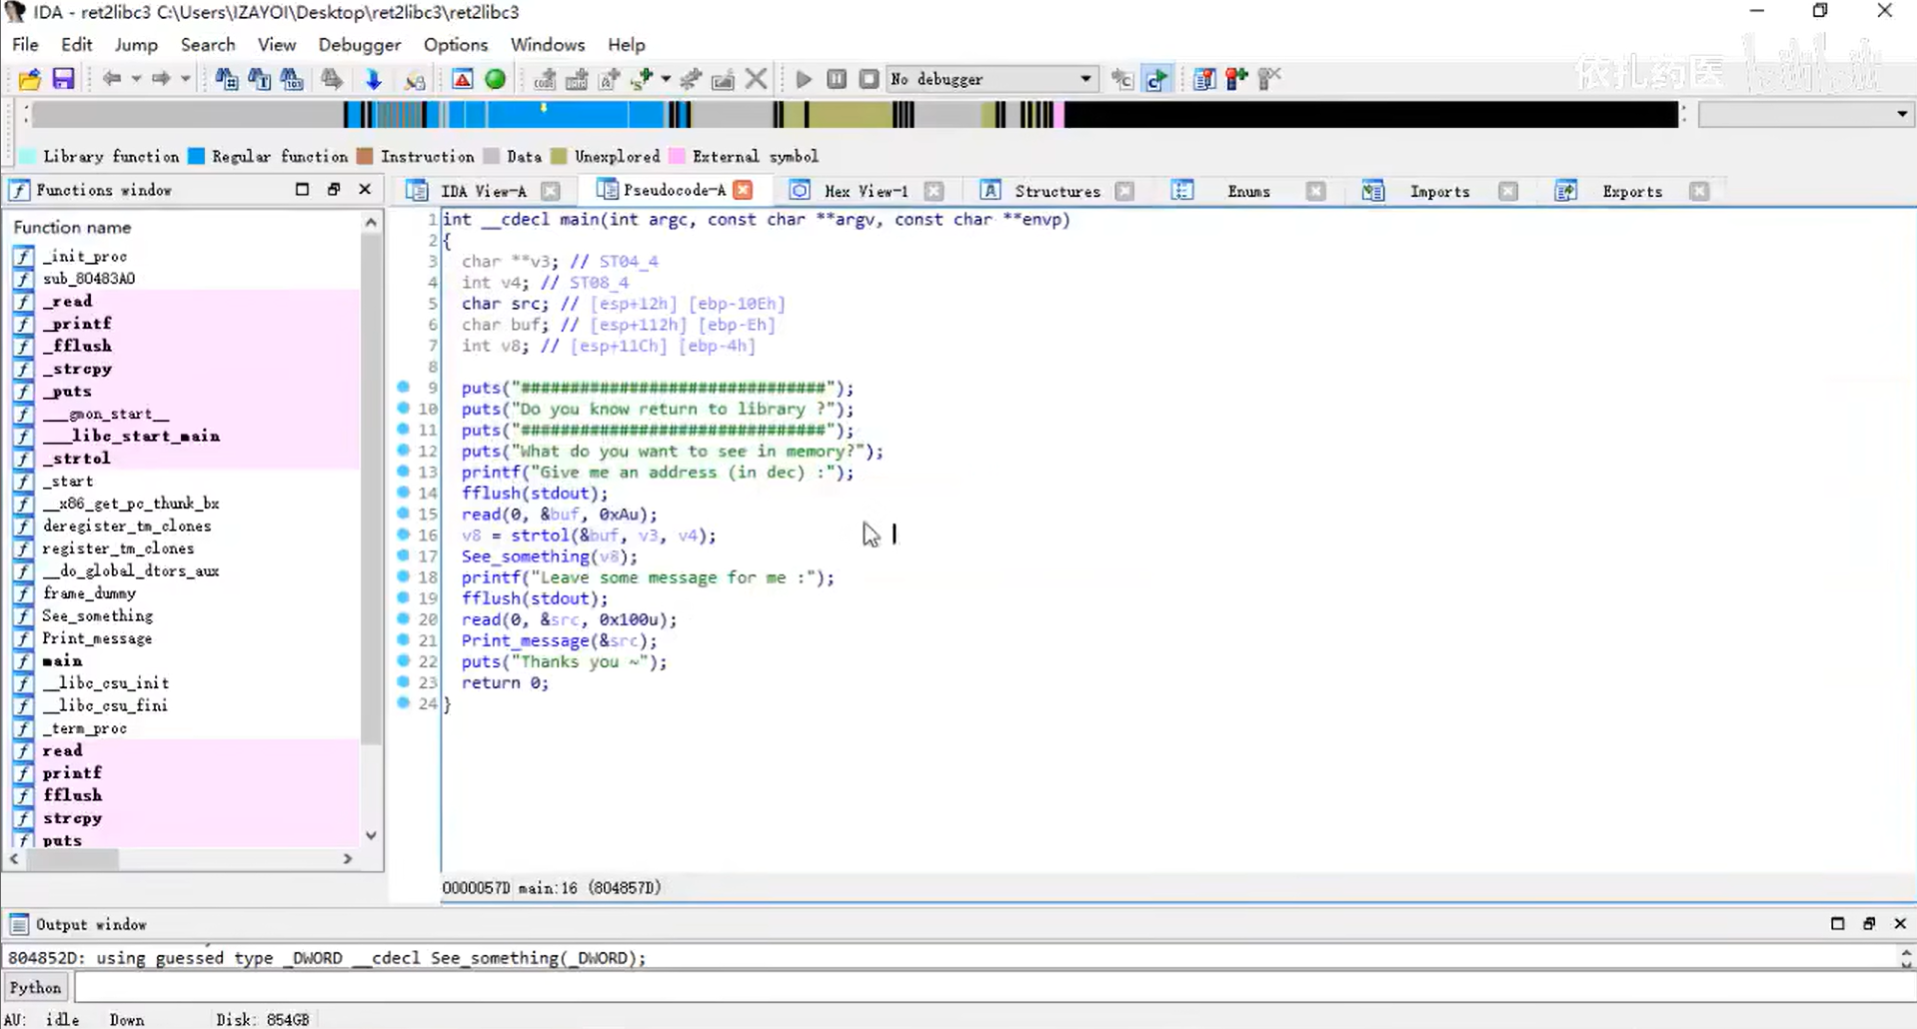 IDA - ret2libc3 C:\Users\IZAYOI\Desktop\ret2libc3\ret2libc3
File Edit Jump Search View Debugger Options Windows Help
No debugger
依扎药医 bilibili
Library function Regular function Instruction Data Unexplored External symbol
Functions window
IDA View-A Pseudocode-A Hex View-1 Structures Enums Imports Exports
Function name
_init_proc
sub_80483A0
_read
_printf
_fflush
_strcpy
_puts
___gmon_start__
___libc_start_main
_strtol
_start
__x86_get_pc_thunk_bx
deregister_tm_clones
register_tm_clones
__do_global_dtors_aux
frame_dummy
See_something
Print_message
main
__libc_csu_init
__libc_csu_fini
_term_proc
read
printf
fflush
strcpy
puts
1 int __cdecl main(int argc, const char **argv, const char **envp)
2 {
3 char **v3; // ST04_4
4 int v4; // ST08_4
5 char src; // [esp+12h] [ebp-10Eh]
6 char buf; // [esp+112h] [ebp-Eh]
7 int v8; // [esp+11Ch] [ebp-4h]
8
9 puts("###############################");
10 puts("Do you know return to library ?");
11 puts("###############################");
12 puts("What do you want to see in memory?");
13 printf("Give me an address (in dec) :");
14 fflush(stdout);
15 read(0, &buf, 0xAu);
16 v8 = strtol(&buf, v3, v4);
17 See_something(v8);
18 printf("Leave some message for me :");
19 fflush(stdout);
20 read(0, &src, 0x100u);
21 Print_message(&src);
22 puts("Thanks you ~");
23 return 0;
24 }
0000057D main:16 (804857D)
Output window
804852D: using guessed type _DWORD __cdecl See_something(_DWORD);
Python
AU: idle Down Disk: 854GB